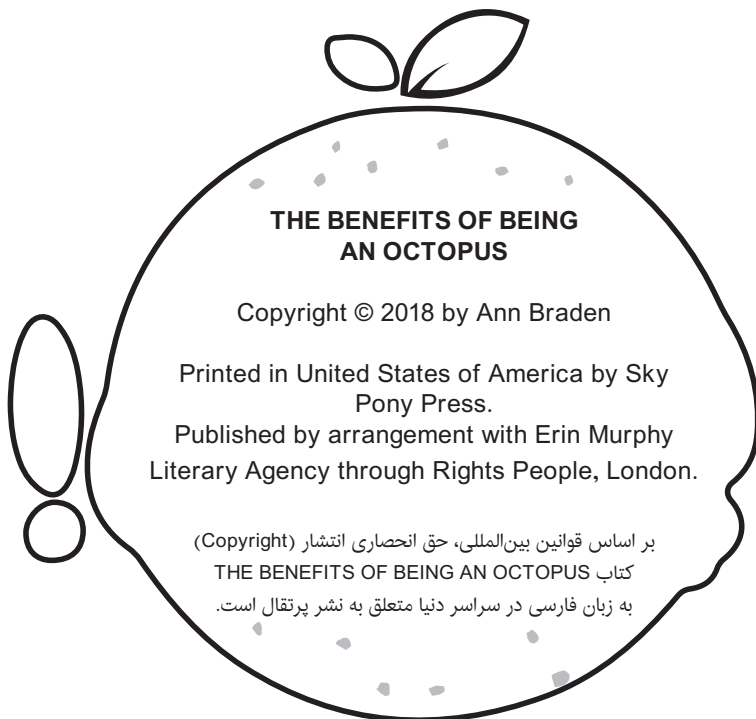 THE BENEFITS OF BEING
AN OCTOPUS
Copyright © 2018 by Ann Braden
Printed in United States of America by Sky
Pony Press.
Published by arrangement with Erin Murphy
Literary Agency through Rights People, London.
بر اساس قوانین بین‌المللی، حق انحصاری انتشار (Copyright)
کتاب THE BENEFITS OF BEING AN OCTOPUS
به زبان فارسی در سراسر دنیا متعلق به نشر پرتقال است.